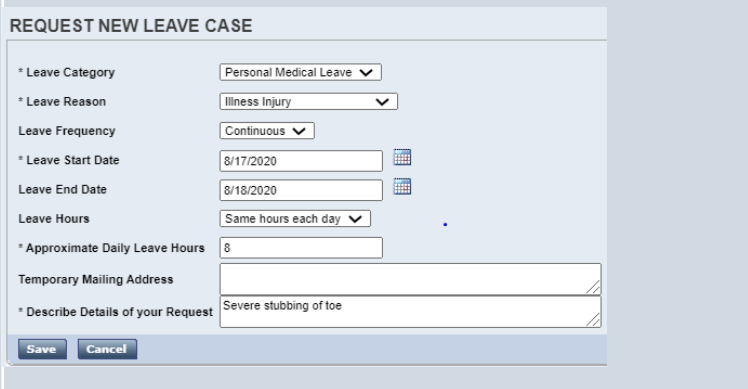 REQUEST NEW LEAVE CASE
* Leave Category Personal Medical Leave
* Leave Reason Illness Injury
Leave Frequency Continuous
* Leave Start Date 8/17/2020
Leave End Date 8/18/2020
Leave Hours Same hours each day
* Approximate Daily Leave Hours 8
Temporary Mailing Address
* Describe Details of your Request Severe stubbing of toe
Save Cancel